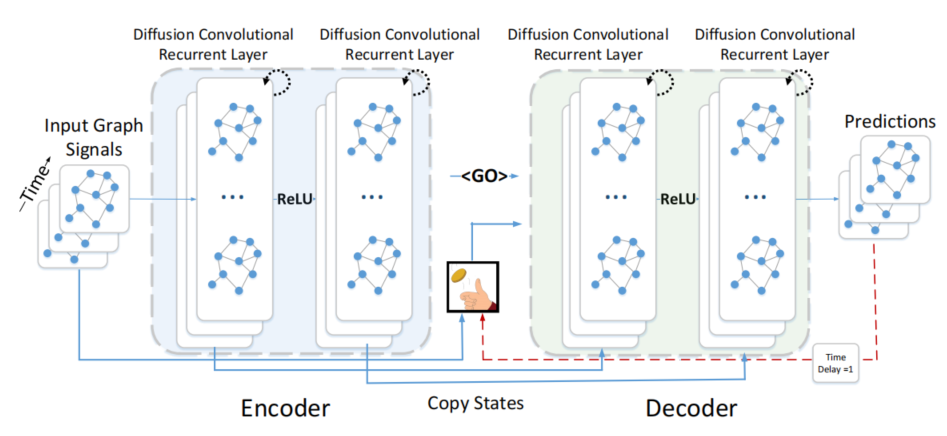 Diffusion Convolutional
Recurrent Layer
Diffusion Convolutional
Recurrent Layer
Diffusion Convolutional
Recurrent Layer
Diffusion Convolutional
Recurrent Layer
Input Graph
Signals
Time
...
ReLU
...
<GO>
...
ReLU
...
Predictions
Time
Delay =1
Encoder
Copy States
Decoder